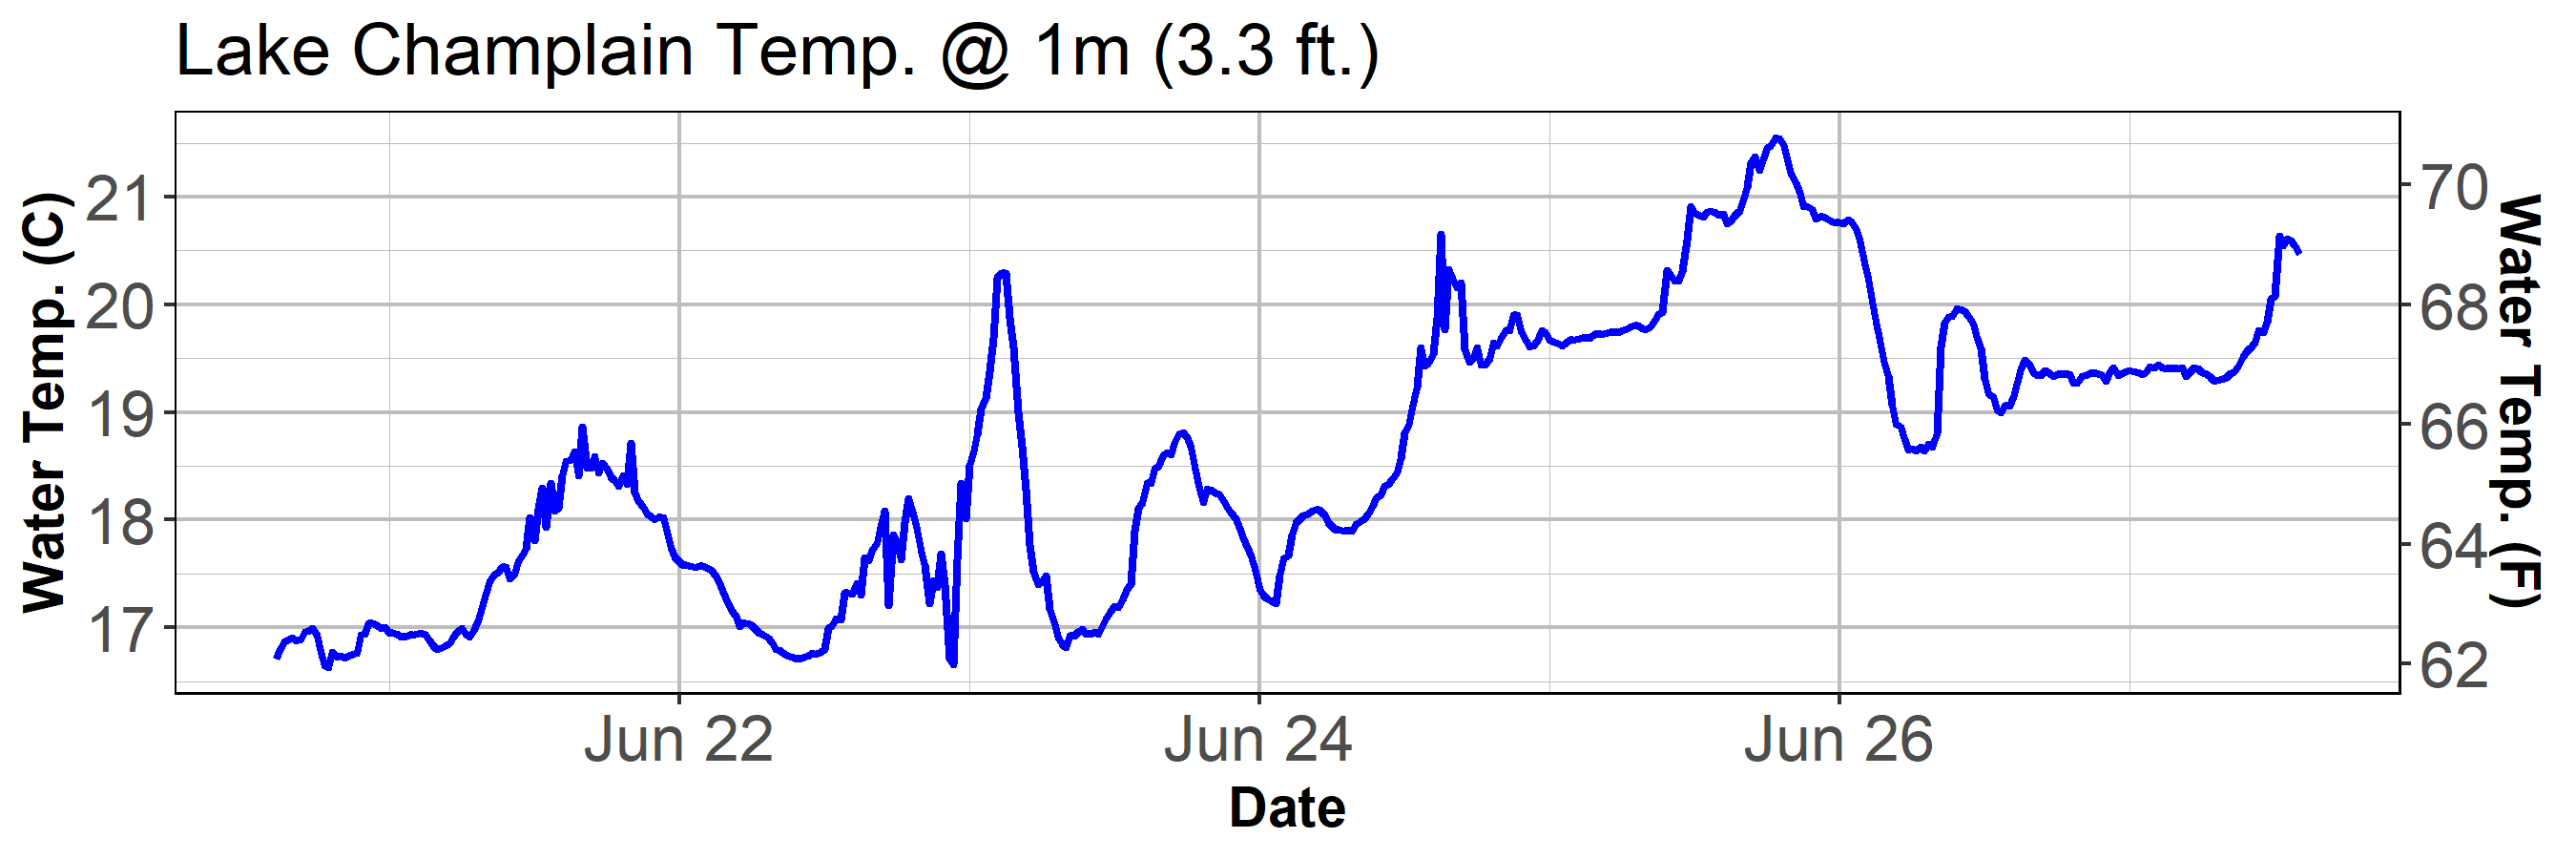 Lake Champlain Temp. @ 1m (3.3 ft.)
Water Temp. (C)
21
20
19
18
17
70
68
66
64
62
Water Temp. (F)
Jun 22 Jun 24 Jun 26
Date